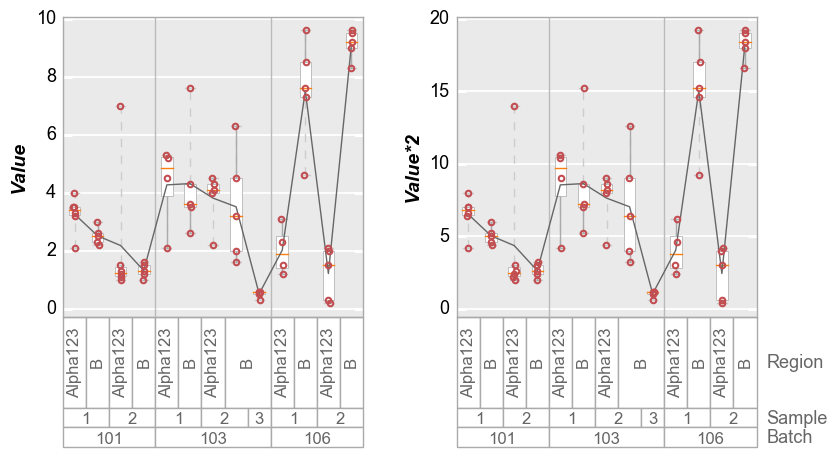 10
8
6
4
2
0
Value
20
15
10
5
0
Value*2
Alpha123 B Alpha123 B Alpha123 B Alpha123 B Alpha123 B Alpha123 B
Alpha123 B Alpha123 B Alpha123 B Alpha123 B Alpha123 B Alpha123 B Region
1 2 1 2 3 1 2
1 2 1 2 3 1 2 Sample
101 103 106
101 103 106 Batch